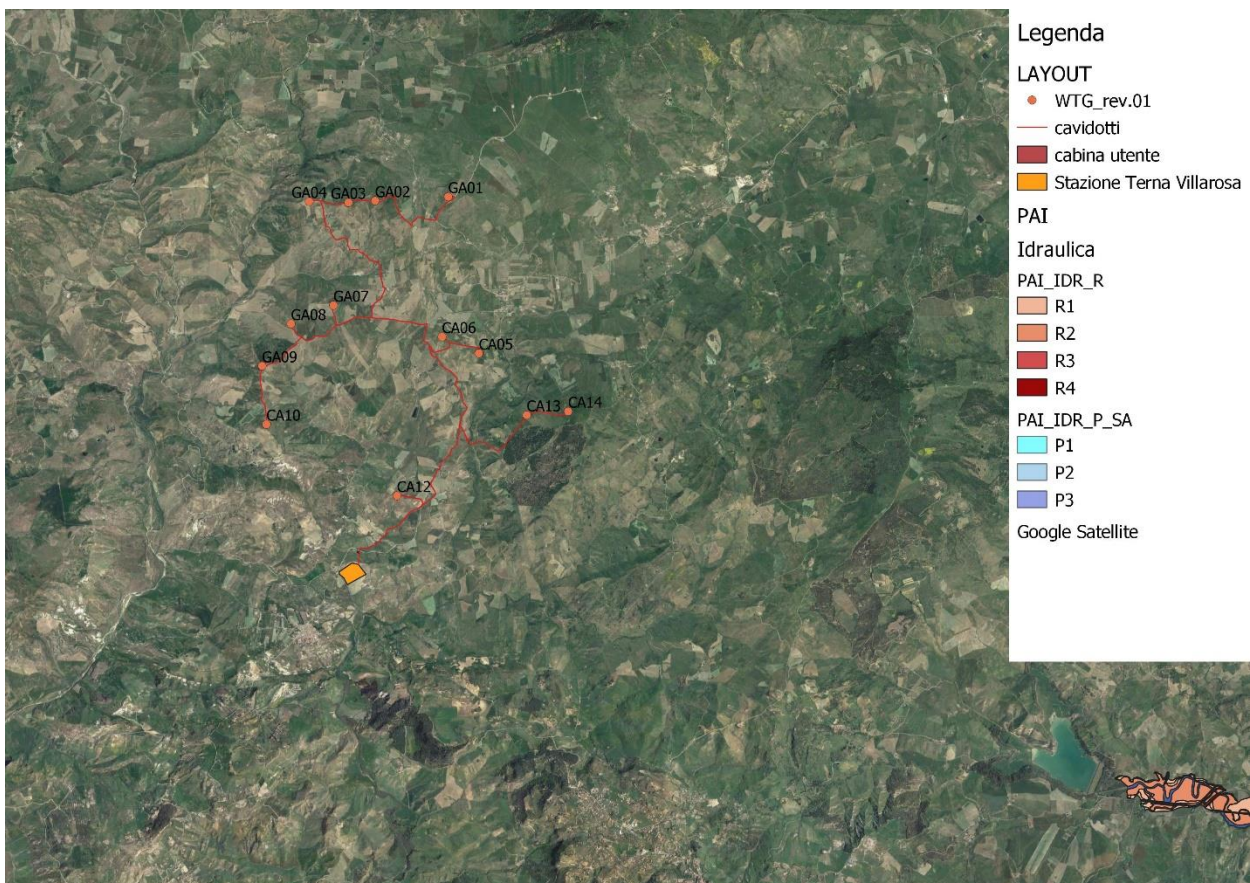 Legenda
LAYOUT
WTG_rev.01
cavidotti
cabina utente
Stazione Terna Villarosa
PAI
Idraulica
PAI_IDR_R
R1
R2
R3
R4
PAI_IDR_P_SA
P1
P2
P3
Google Satellite
GA04 GA03 GA02 GA01
GA07
GA08
CA06
CA05
GA09
CA10
CA13 CA14
CA12